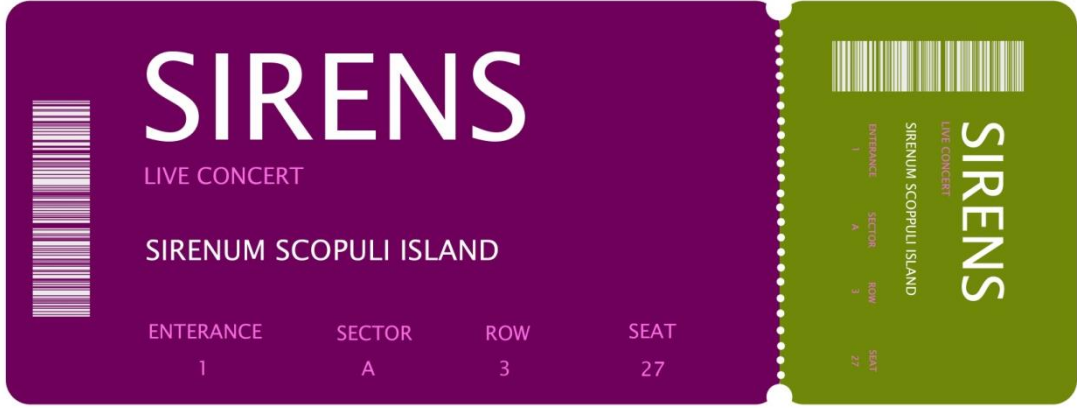 SIRENS
LIVE CONCERT
SIRENUM SCOPULI ISLAND
ENTERANCE SECTOR ROW SEAT
1 A 3 27
SIRENS
LIVE CONCERT
SIRENUM SCOPPULI ISLAND
ENTERANCE SECTOR ROW SEAT
1 A 3 27